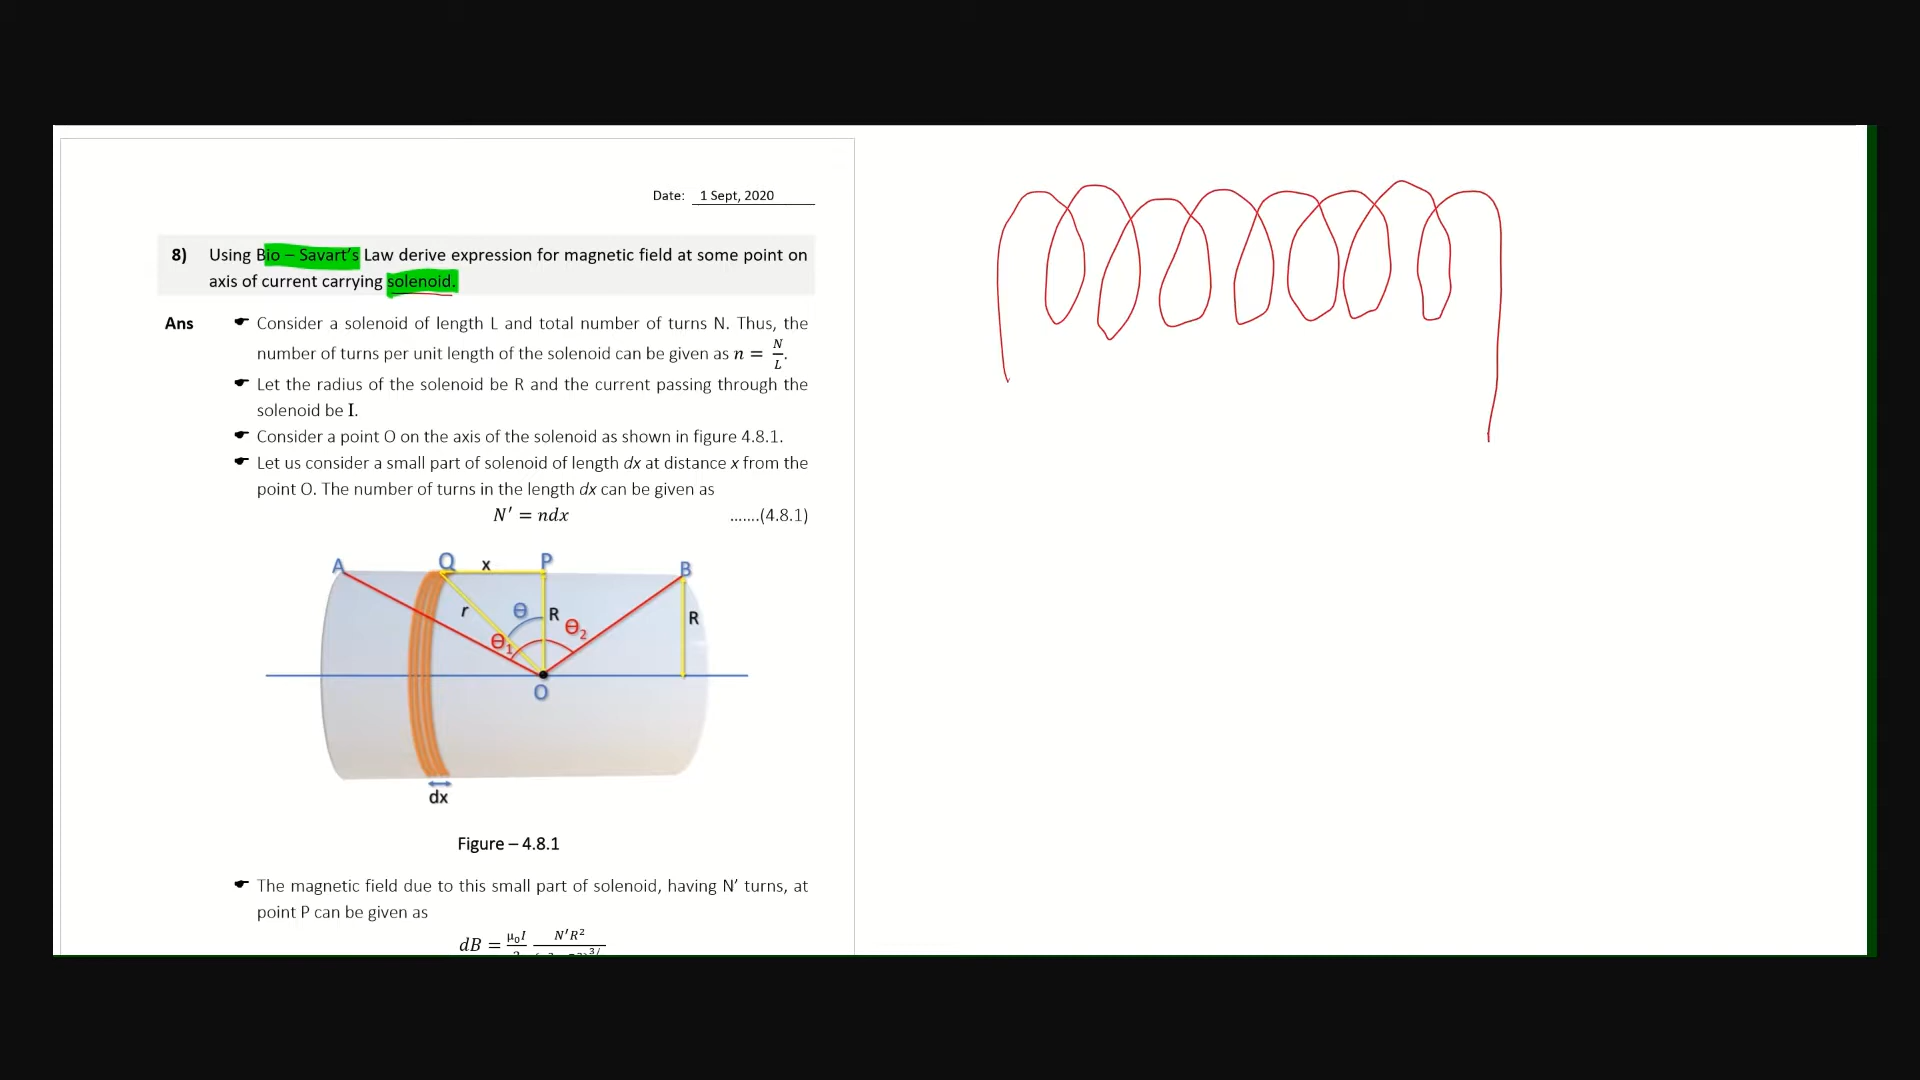 Date: 1 Sept, 2020
8) Using Bio – Savart's Law derive expression for magnetic field at some point on
axis of current carrying solenoid.
Ans ☛ Consider a solenoid of length L and total number of turns N. Thus, the
number of turns per unit length of the solenoid can be given as n = N/L.
☛ Let the radius of the solenoid be R and the current passing through the
solenoid be I.
☛ Consider a point O on the axis of the solenoid as shown in figure 4.8.1.
☛ Let us consider a small part of solenoid of length dx at distance x from the
point O. The number of turns in the length dx can be given as
N′ = ndx .......(4.8.1)
A Q x P B
r Θ R Θ₂ R
Θ₁
O
dx
Figure – 4.8.1
☛ The magnetic field due to this small part of solenoid, having N′ turns, at
point P can be given as
dB = μ₀I N′R²